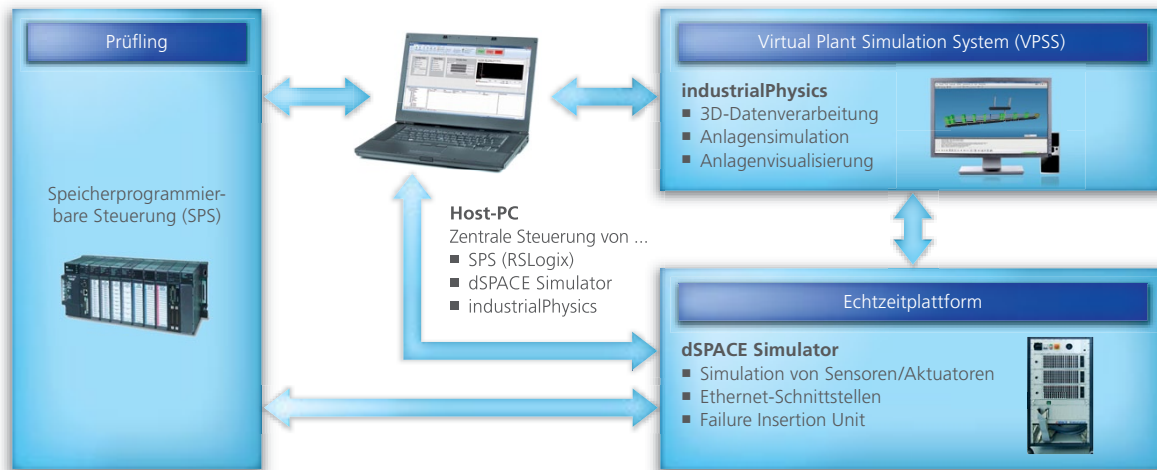 Prüfling
Speicherprogrammier-
bare Steuerung (SPS)
Host-PC
Zentrale Steuerung von ...
■ SPS (RSLogix)
■ dSPACE Simulator
■ industrialPhysics
Virtual Plant Simulation System (VPSS)
industrialPhysics
■ 3D-Datenverarbeitung
■ Anlagensimulation
■ Anlagenvisualisierung
Echtzeitplattform
dSPACE Simulator
■ Simulation von Sensoren/Aktuatoren
■ Ethernet-Schnittstellen
■ Failure Insertion Unit